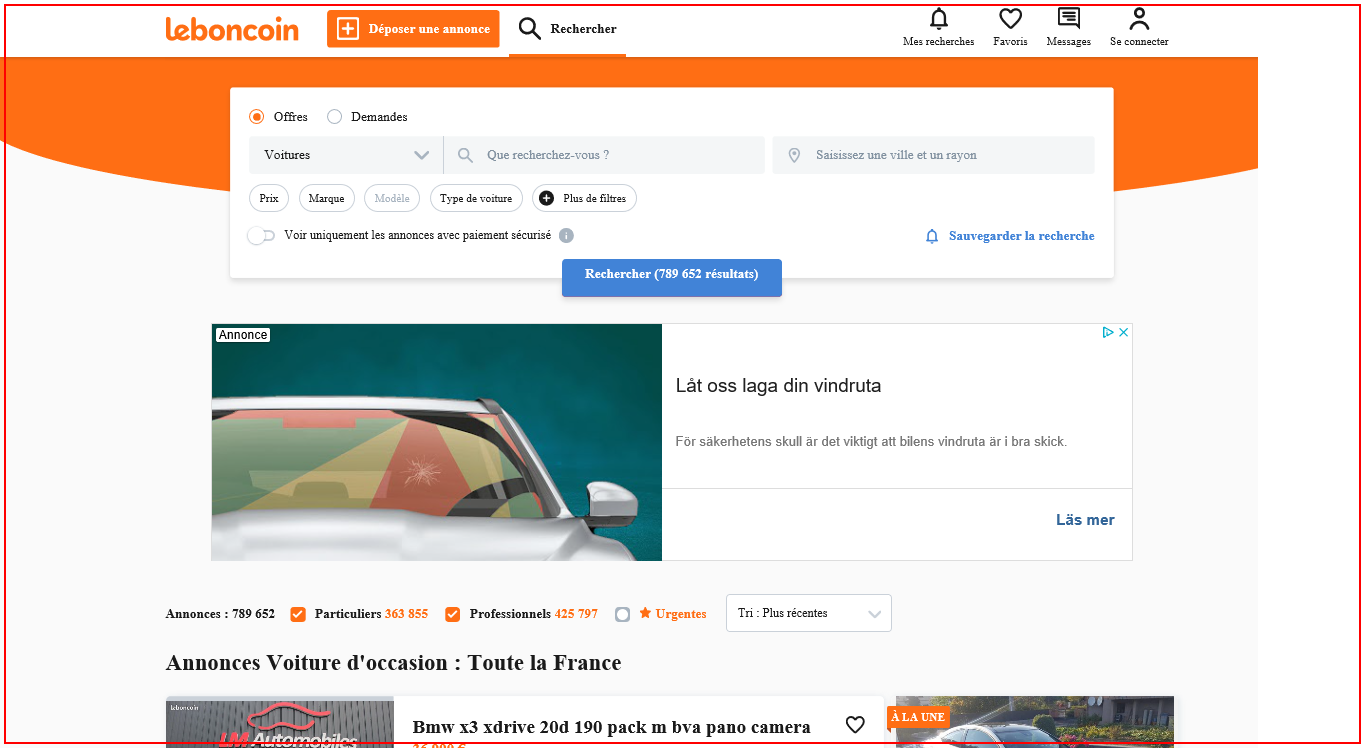 leboncoin
Déposer une annonce
Rechercher
Mes recherches
Favoris
Messages
Se connecter
Offres
Demandes
Voitures
Que recherchez-vous ?
Saisissez une ville et un rayon
Prix
Marque
Modèle
Type de voiture
Plus de filtres
Voir uniquement les annonces avec paiement sécurisé
Sauvegarder la recherche
Rechercher (789 652 résultats)
Annonce
Låt oss laga din vindruta
För säkerhetens skull är det viktigt att bilens vindruta är i bra skick.
Läs mer
Annonces : 789 652
Particuliers 363 855
Professionnels 425 797
Urgentes
Tri : Plus récentes
Annonces Voiture d'occasion : Toute la France
leboncoin
LM Automobiles
Bmw x3 xdrive 20d 190 pack m bva pano camera
À LA UNE